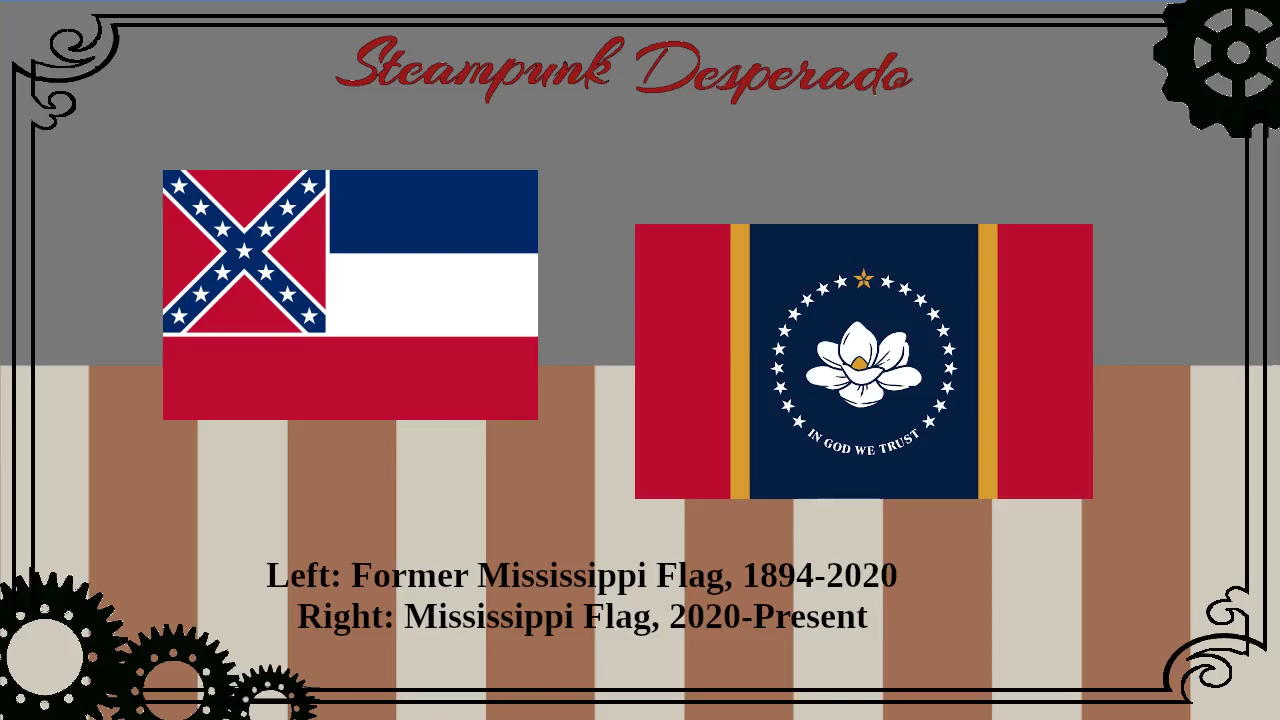 Steampunk Desperado
IN GOD WE TRUST
Left: Former Mississippi Flag, 1894-2020
Right: Mississippi Flag, 2020-Present